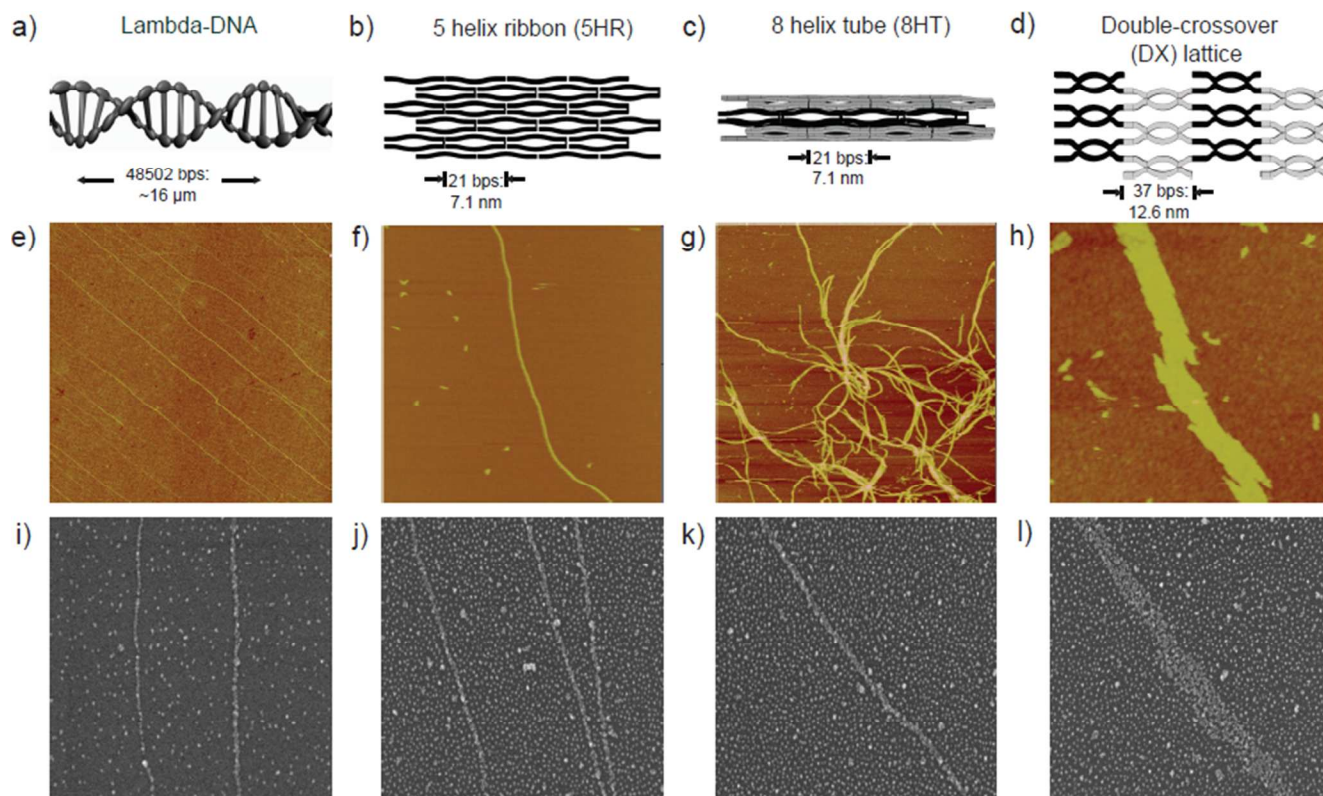 a)
Lambda-DNA
48502 bps:
~16 µm
b)
5 helix ribbon (5HR)
21 bps:
7.1 nm
c)
8 helix tube (8HT)
21 bps:
7.1 nm
d)
Double-crossover
(DX) lattice
37 bps:
12.6 nm
e)
f)
g)
h)
i)
j)
k)
l)